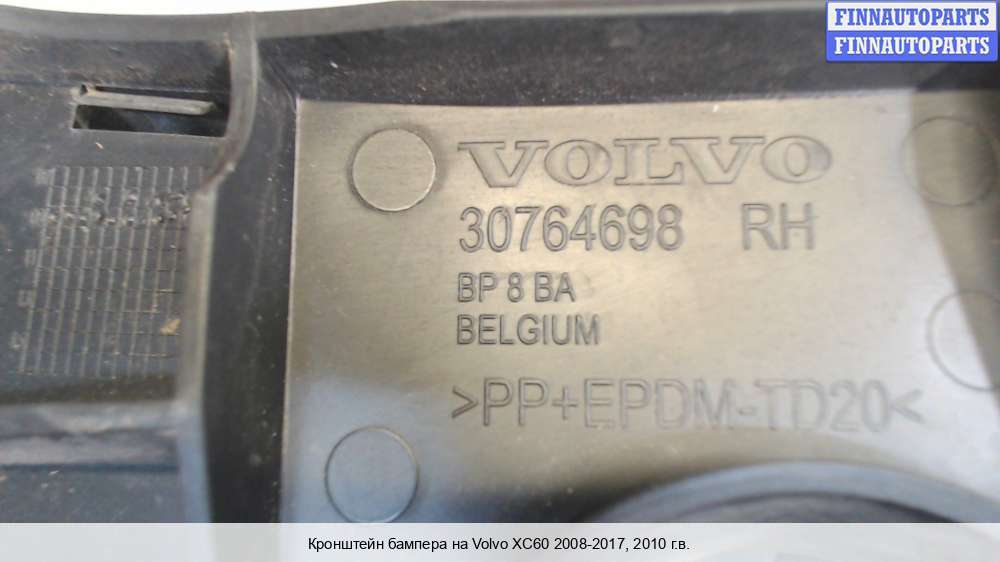 FINNAUTOPARTS
FINNAUTOPARTS
VOLVO
30764698 RH
BP 8 BA
BELGIUM
>PP+EPDM-TD20<
Кронштейн бампера на Volvo XC60 2008-2017, 2010 г.в.